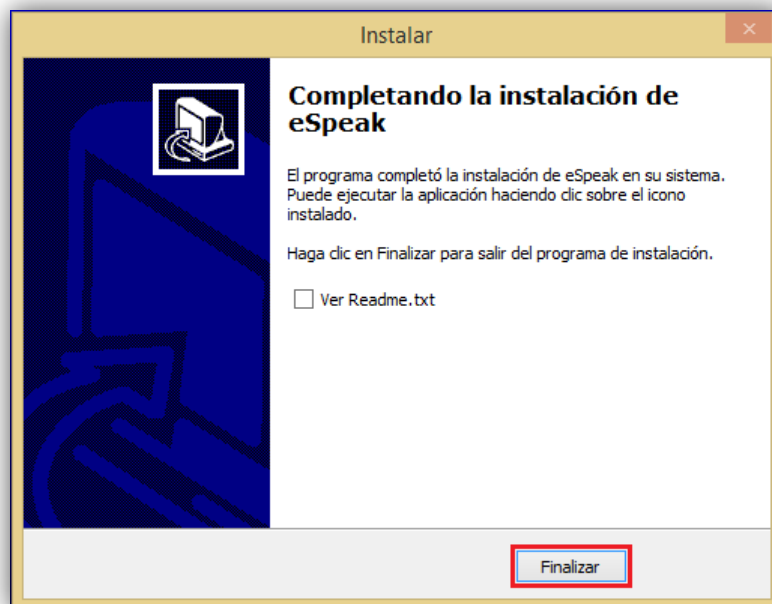 Instalar
Completando la instalación de
eSpeak
El programa completó la instalación de eSpeak en su sistema.
Puede ejecutar la aplicación haciendo clic sobre el icono
instalado.
Haga clic en Finalizar para salir del programa de instalación.
Ver Readme.txt
Finalizar